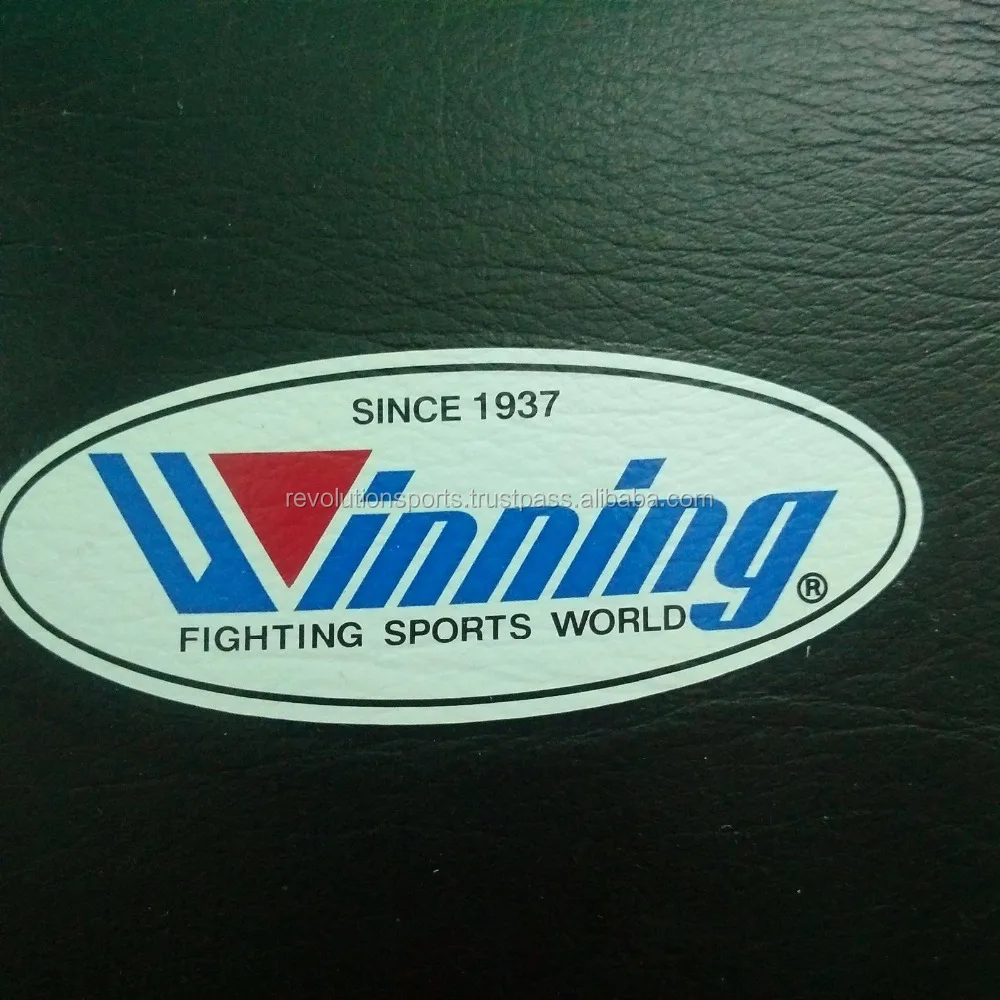 SINCE 1937
Winning
revolutionsports.trustpass.alibaba.com
®
FIGHTING SPORTS WORLD